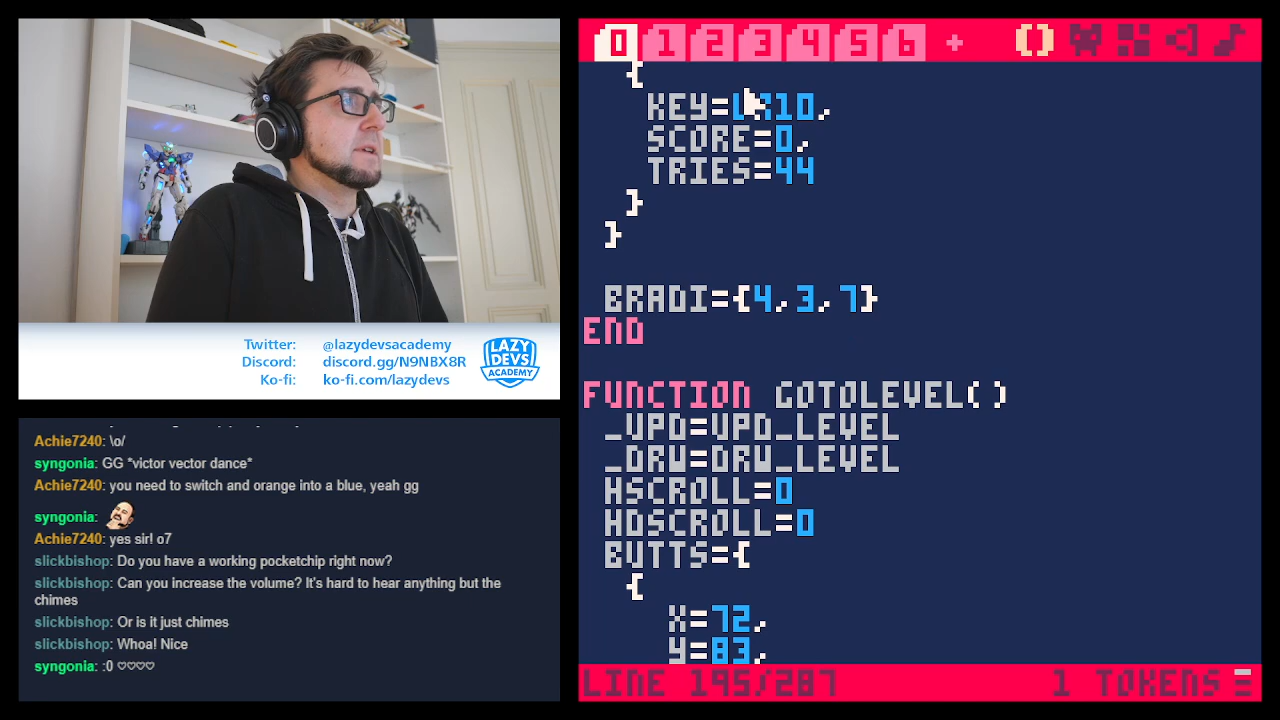 Twitter: @lazydevsacademy
Discord: discord.gg/N9NBX8R
Ko-fi: ko-fi.com/lazydevs
LAZY
DEVS
ACADEMY
Achie7240: \o/
syngonia: GG *victor vector dance*
Achie7240: you need to switch and orange into a blue, yeah gg
syngonia:
Achie7240: yes sir! o7
slickbishop: Do you have a working pocketchip right now?
slickbishop: Can you increase the volume? It's hard to hear anything but the
chimes
slickbishop: Or is it just chimes
slickbishop: Whoa! Nice
syngonia: :0 ♡♡♡♡
0 1 2 3 4 5 6 +
{
KEY=
SCORE=0,
TRIES=44
}
}
BRADI={4,3,7}
END
FUNCTION GOTOLEVEL()
_UPD=UPD_LEVEL
_DRW=DRW_LEVEL
HSCROLL=0
HDSCROLL=0
BUTTS={
{
X=72,
Y=83,
LINE 195/287 1 TOKENS